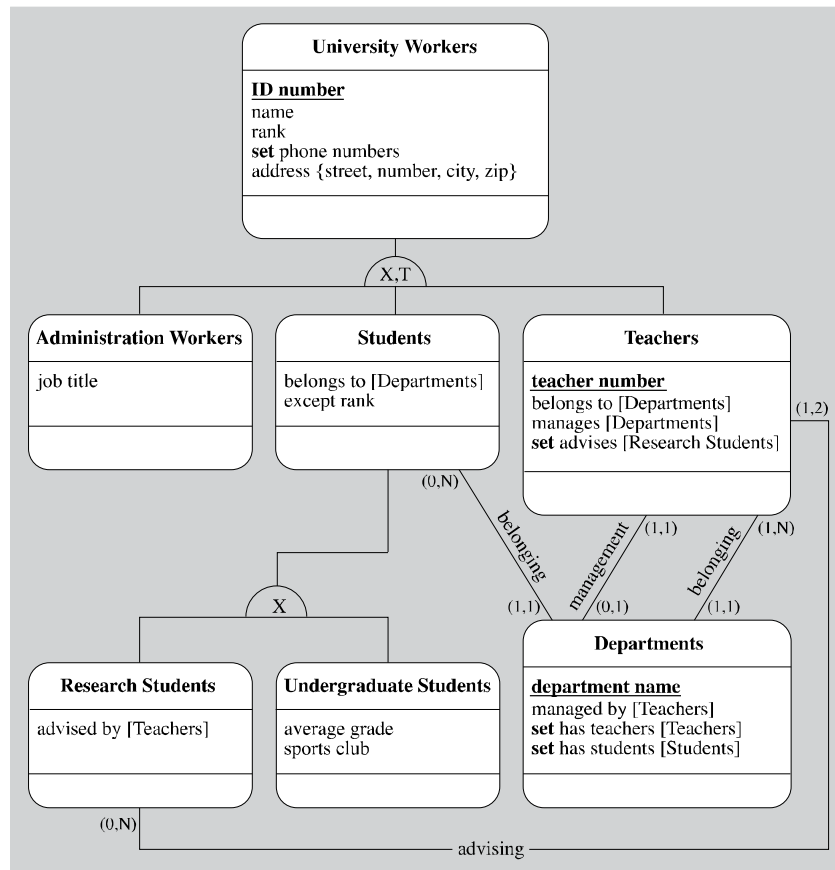 University Workers
ID number
name
rank
set phone numbers
address {street, number, city, zip}
X,T
Administration Workers
job title
Students
belongs to [Departments]
except rank
Teachers
teacher number
belongs to [Departments]
manages [Departments]
set advises [Research Students]
(1,2)
(0,N)
belonging
(1,1)
management
(1,1)
(0,1)
belonging
(1,N)
(1,1)
X
Research Students
advised by [Teachers]
Undergraduate Students
average grade
sports club
Departments
department name
managed by [Teachers]
set has teachers [Teachers]
set has students [Students]
(0,N)
advising